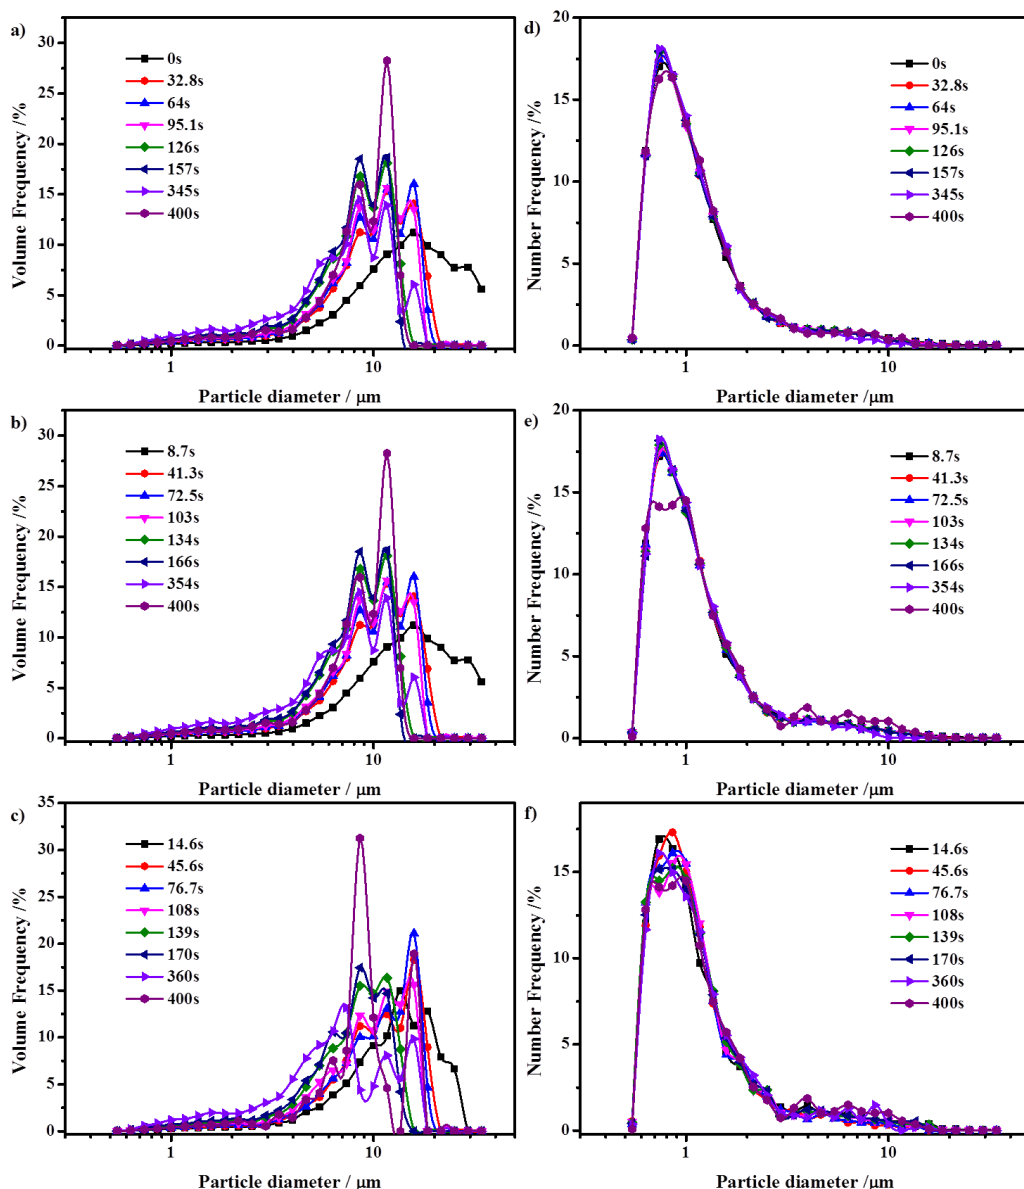 a)
30
25
20
15
10
5
0
Volume Frequency /%
0s
32.8s
64s
95.1s
126s
157s
345s
400s
1
10
Particle diameter / μm
d)
20
15
10
5
0
Number Frequency /%
0s
32.8s
64s
95.1s
126s
157s
345s
400s
1
10
Particle diameter /μm
b)
30
25
20
15
10
5
0
Volume Frequency /%
8.7s
41.3s
72.5s
103s
134s
166s
354s
400s
1
10
Particle diameter / μm
e)
20
15
10
5
0
Number Frequency /%
8.7s
41.3s
72.5s
103s
134s
166s
354s
400s
1
10
Particle diameter /μm
c)
35
30
25
20
15
10
5
0
Volume Frequency /%
14.6s
45.6s
76.7s
108s
139s
170s
360s
400s
1
10
Particle diameter / μm
f)
15
10
5
0
Number Frequency /%
14.6s
45.6s
76.7s
108s
139s
170s
360s
400s
1
10
Particle diameter /μm